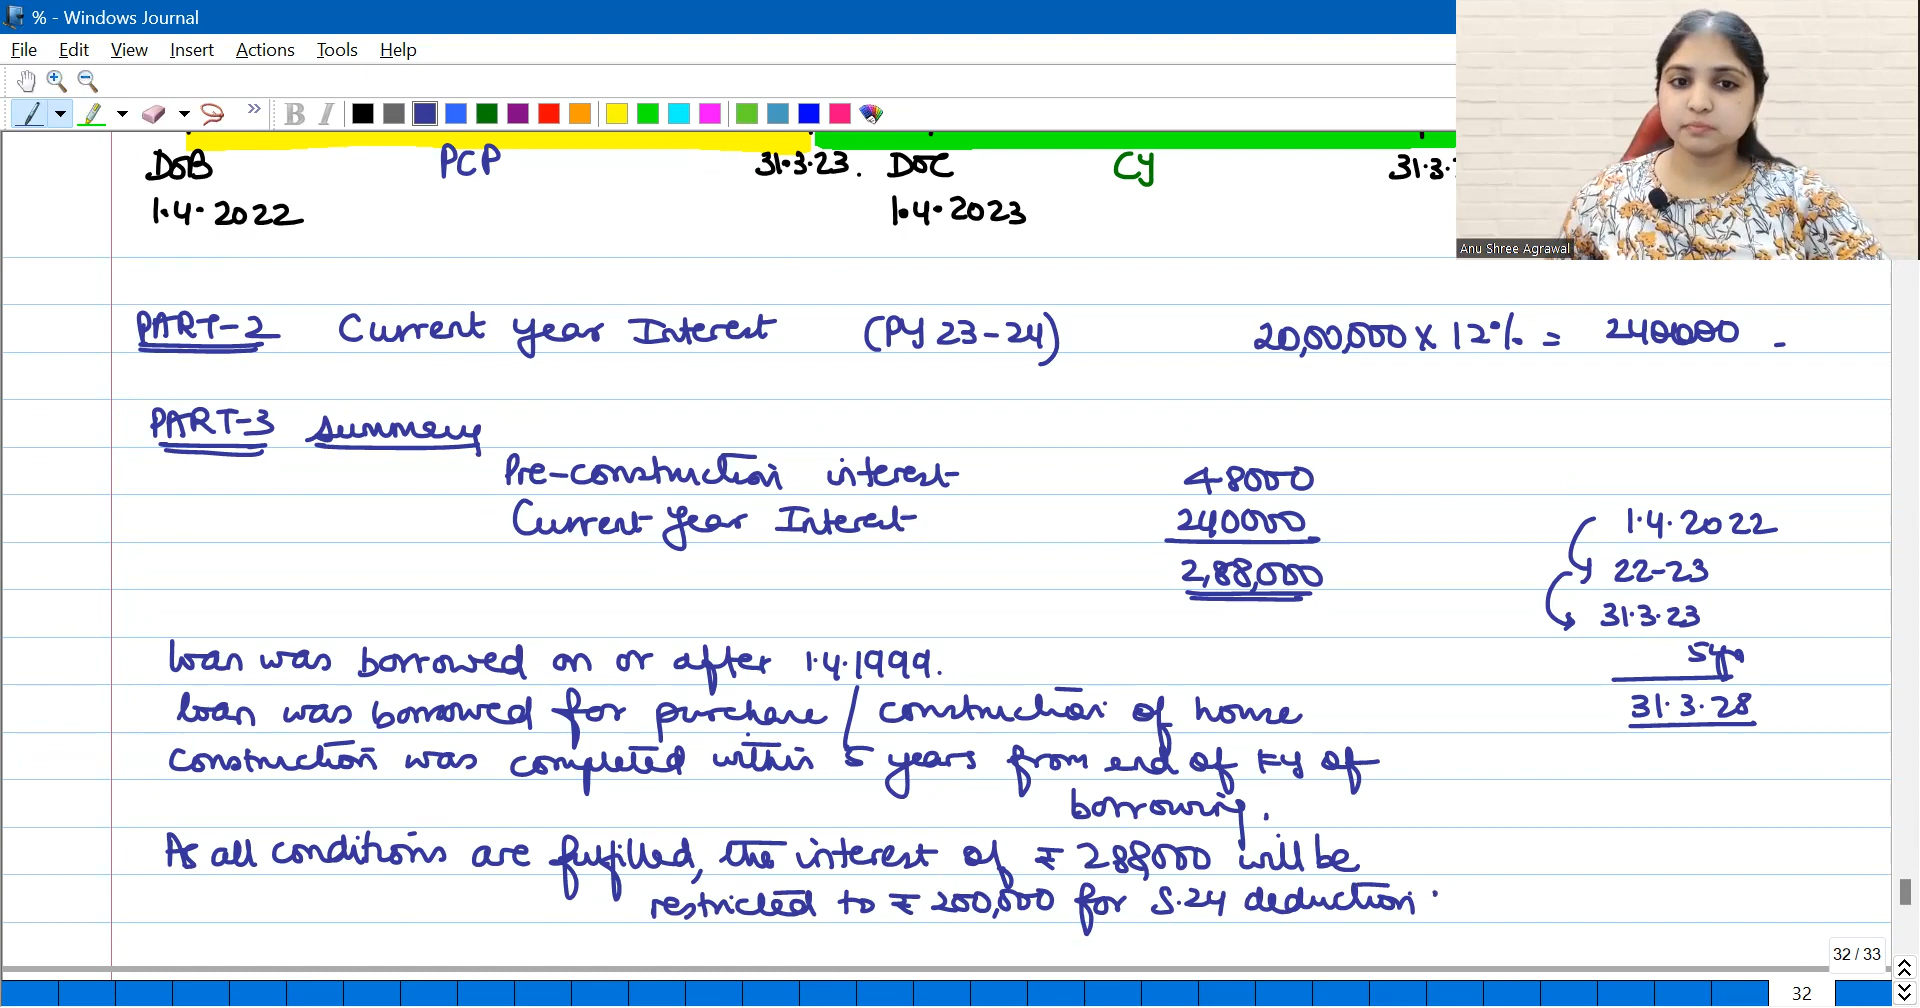 % - Windows Journal
File Edit View Insert Actions Tools Help
B I
DOB PCP 31.3.23. DOC CY 31.3.
1.4.2022 1.4.2023
Anu Shree Agrawal
PART-2 Current year Interest (PY 23-24) 20,00,000 x 12% = 240000 -
PART-3 Summary
Pre-construction interest 48000
Current year Interest 240000
2,88,000
1.4.2022
22-23
31.3.23
5yr
31.3.28
Loan was borrowed on or after 1.4.1999.
Loan was borrowed for purchase / construction of home
construction was completed within 5 years from end of FY of
borrowing.
As all conditions are fulfilled, the interest of ₹ 288,000 will be
restricted to ₹ 200,000 for S.24 deduction.
32 / 33
32